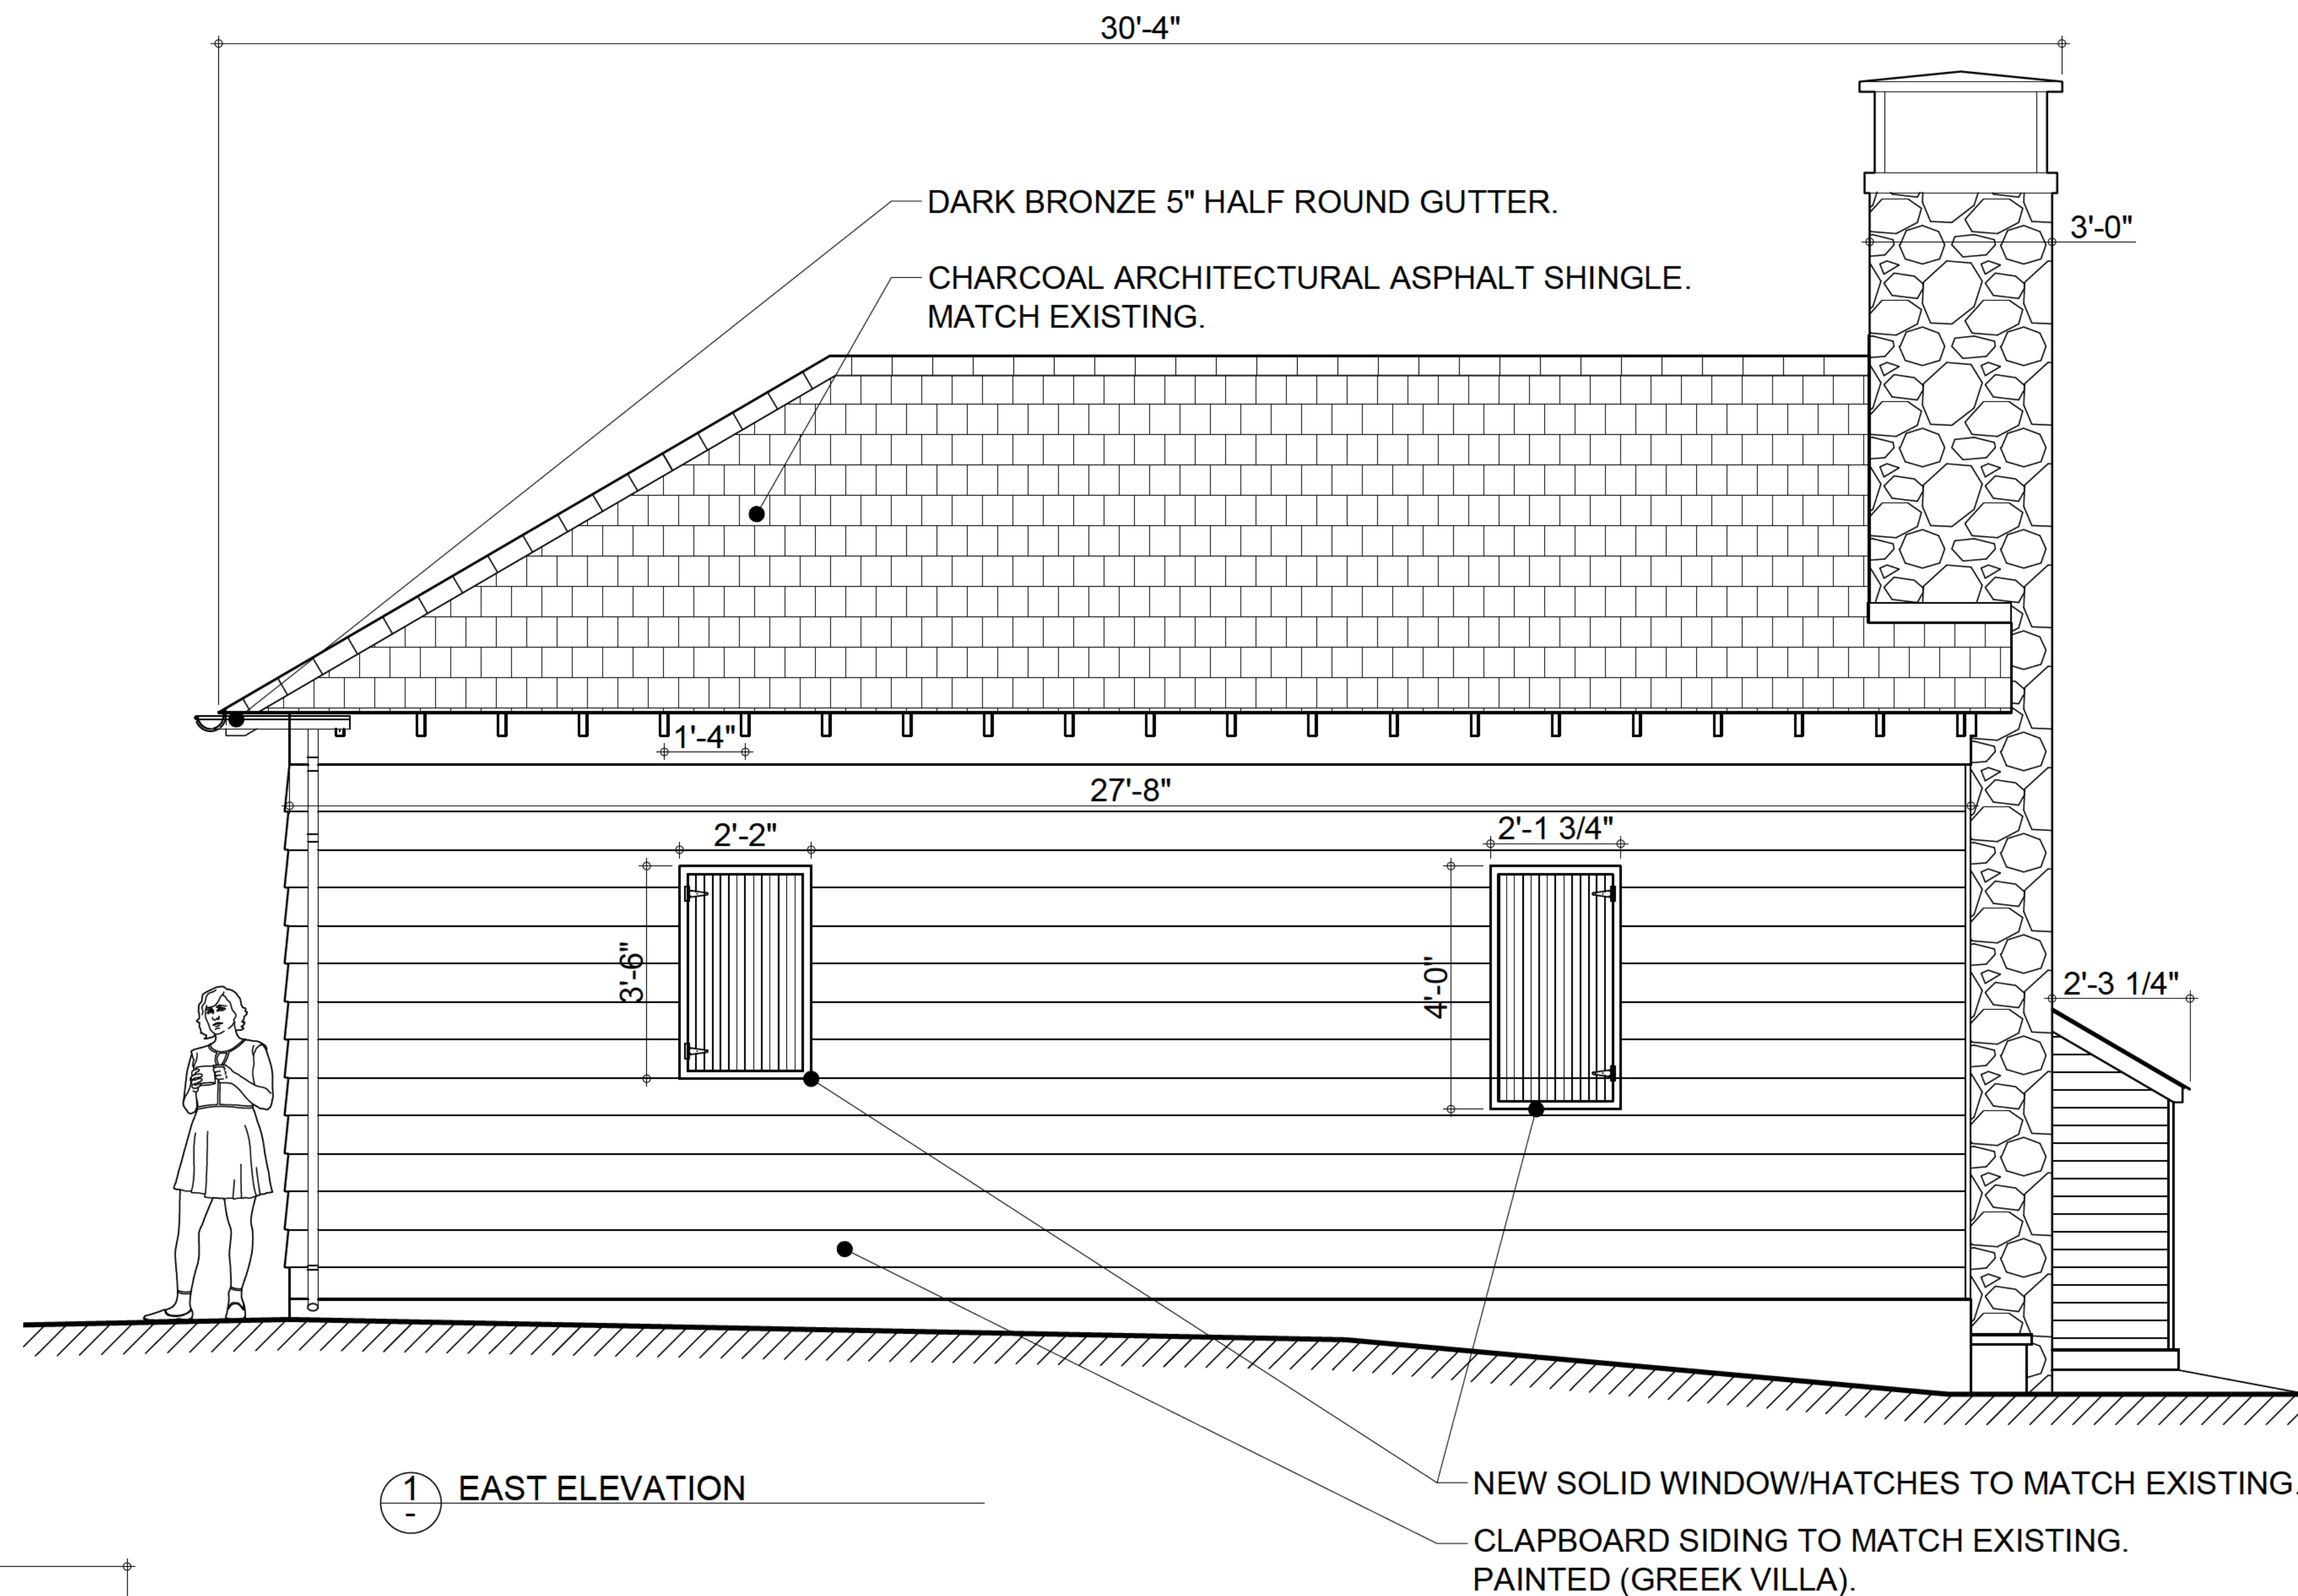 30'-4"
DARK BRONZE 5" HALF ROUND GUTTER.
3'-0"
CHARCOAL ARCHITECTURAL ASPHALT SHINGLE.
MATCH EXISTING.
1'-4"
27'-8"
2'-2"
2'-1 3/4"
3'-6"
4'-0"
2'-3 1/4"
1
-
EAST ELEVATION
NEW SOLID WINDOW/HATCHES TO MATCH EXISTING.
CLAPBOARD SIDING TO MATCH EXISTING.
PAINTED (GREEK VILLA).